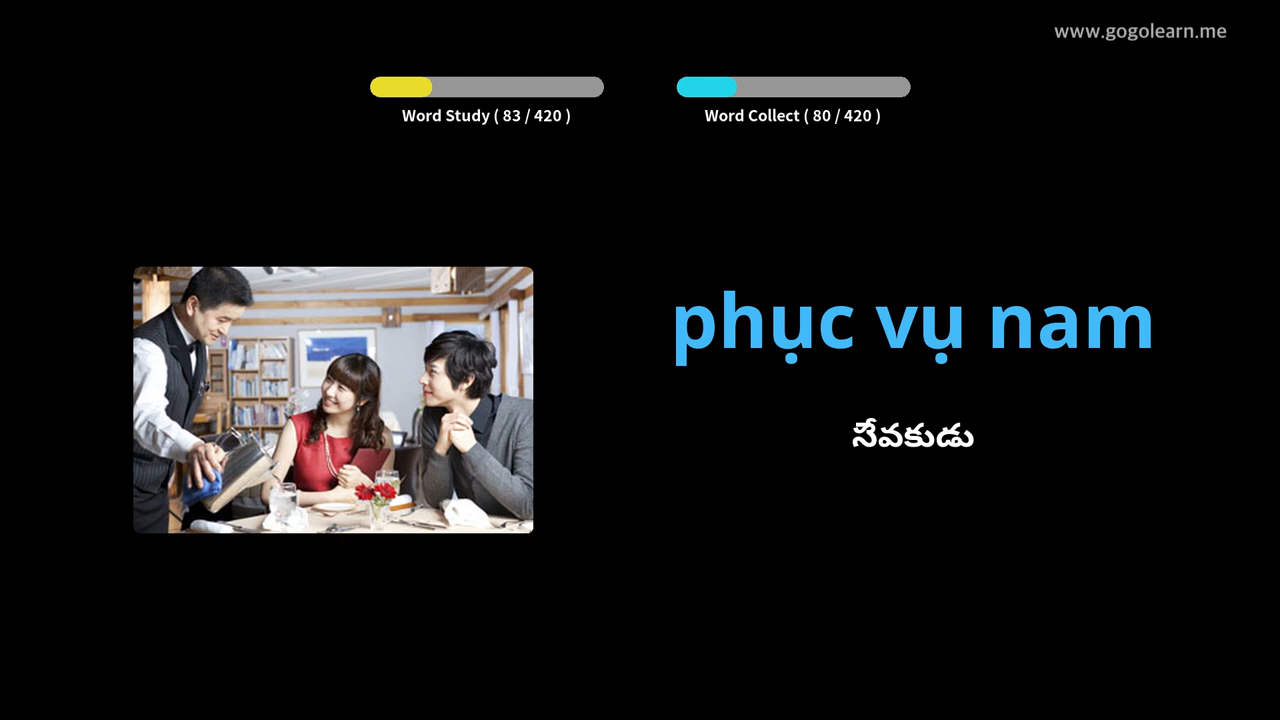 www.gogolearn.me
Word Study ( 83 / 420 )
Word Collect ( 80 / 420 )
phục vụ nam
సేవకుడు